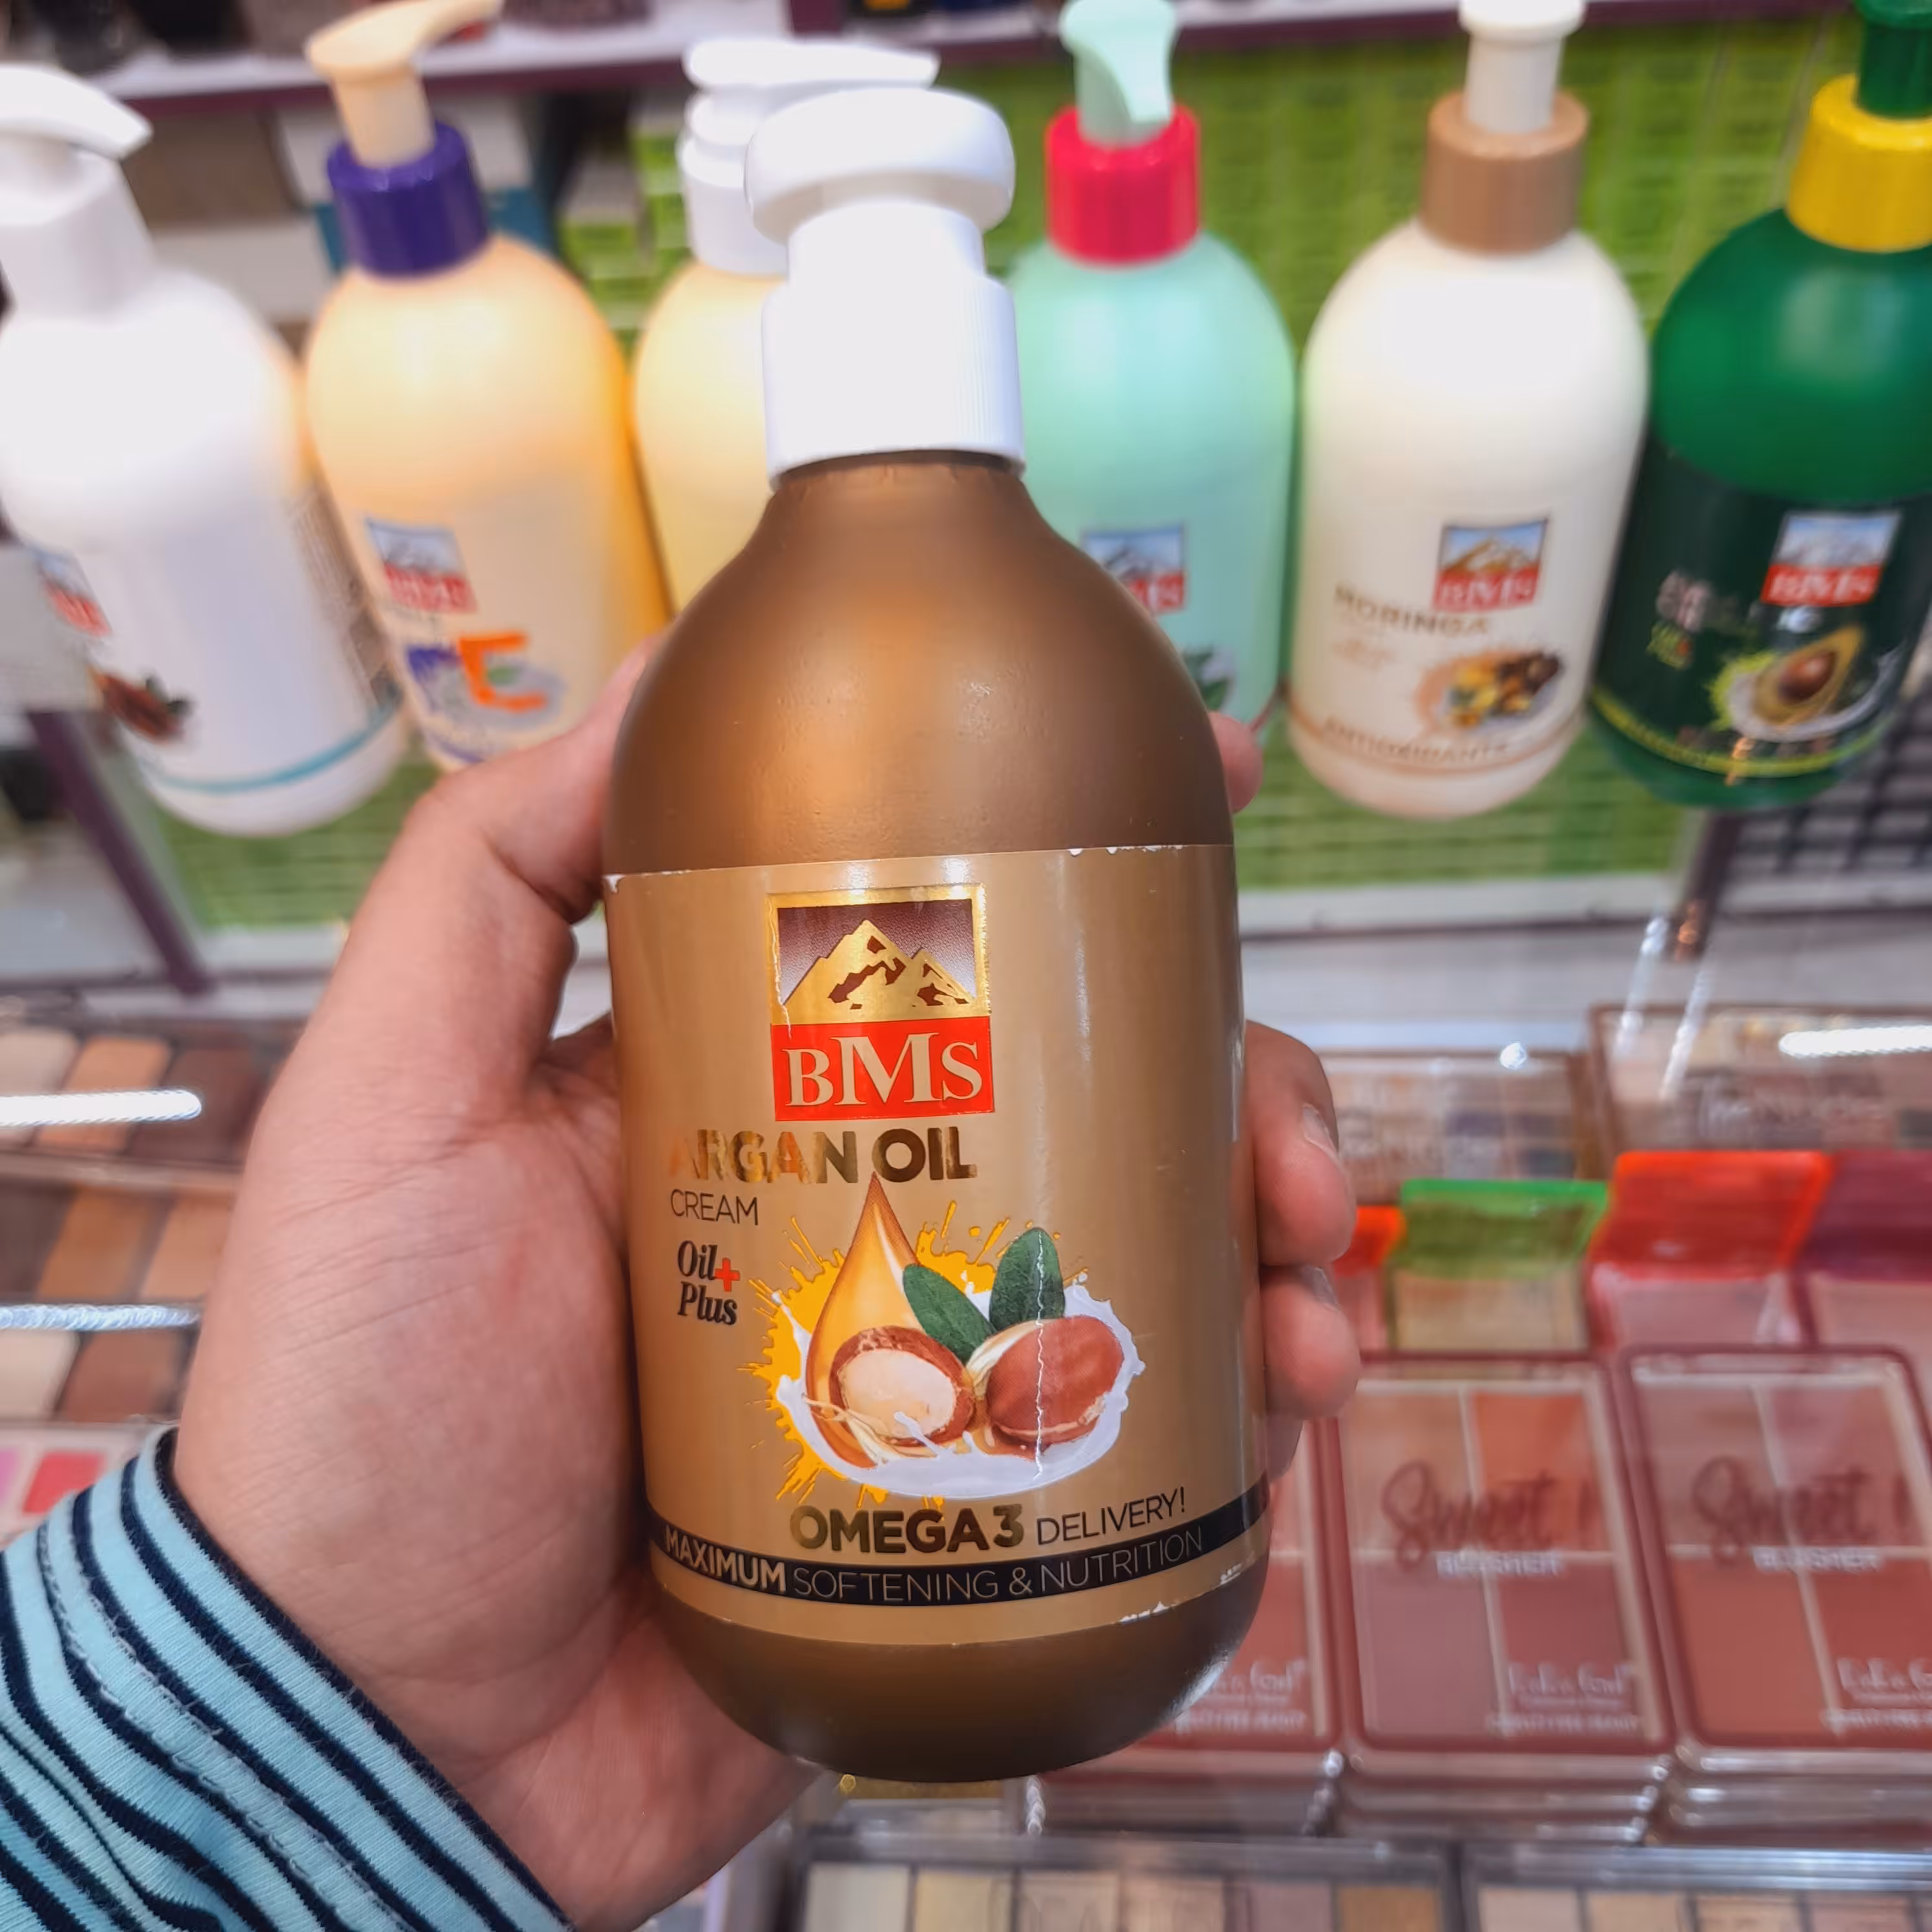 BMS
ARGAN OIL
CREAM
Oil+
Plus
OMEGA3 DELIVERY!
MAXIMUM SOFTENING & NUTRITION
BMS
E
BMS
BMS
MORINGA
ANTIOXIDANTS
BMS
Sweet
BLUSHER
Sweet
BLUSHER